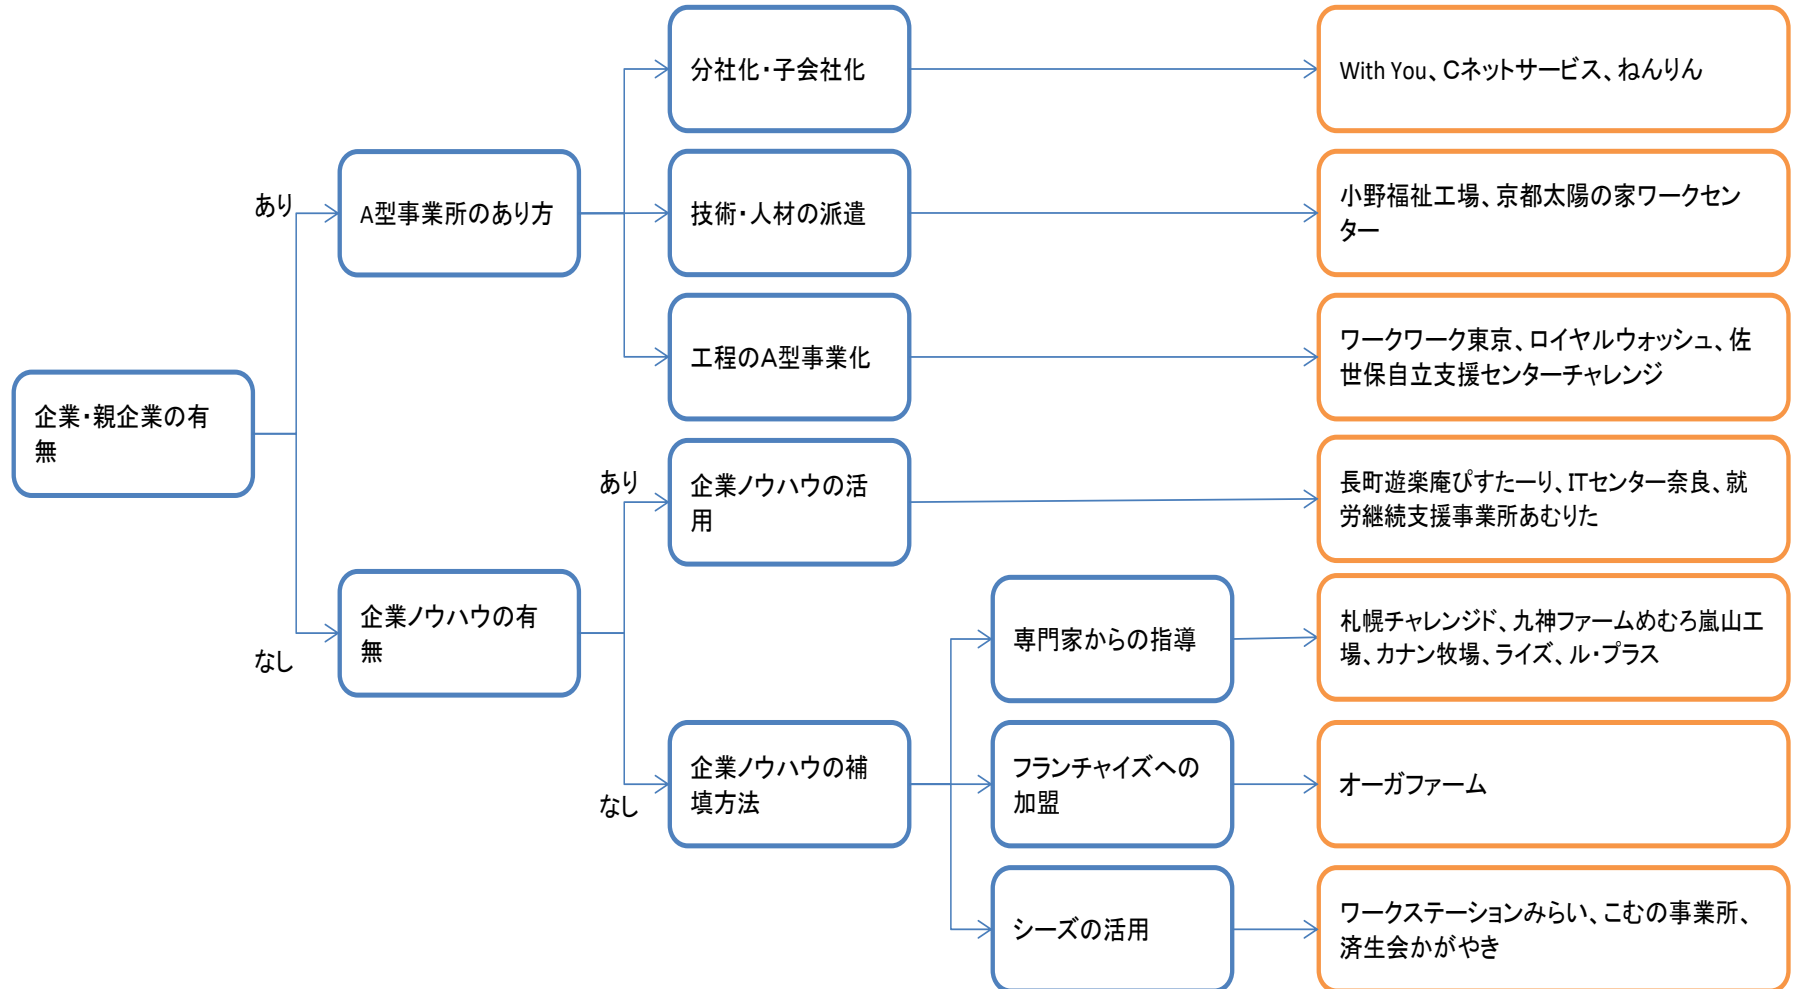 分社化・子会社化
With You、Cネットサービス、ねんりん
あり
A型事業所のあり方
技術・人材の派遣
小野福祉工場、京都太陽の家ワークセン
ター
工程のA型事業化
ワークワーク東京、ロイヤルウォッシュ、佐
世保自立支援センターチャレンジ
企業・親企業の有
無
あり
企業ノウハウの活
用
長町遊楽庵びすたーり、ITセンター奈良、就
労継続支援事業所あむりた
なし
企業ノウハウの有
無
専門家からの指導
札幌チャレンジド、九神ファームめむろ嵐山工
場、カナン牧場、ライズ、ル・プラス
なし
企業ノウハウの補
填方法
フランチャイズへの
加盟
オーガファーム
シーズの活用
ワークステーションみらい、こむの事業所、
済生会かがやき